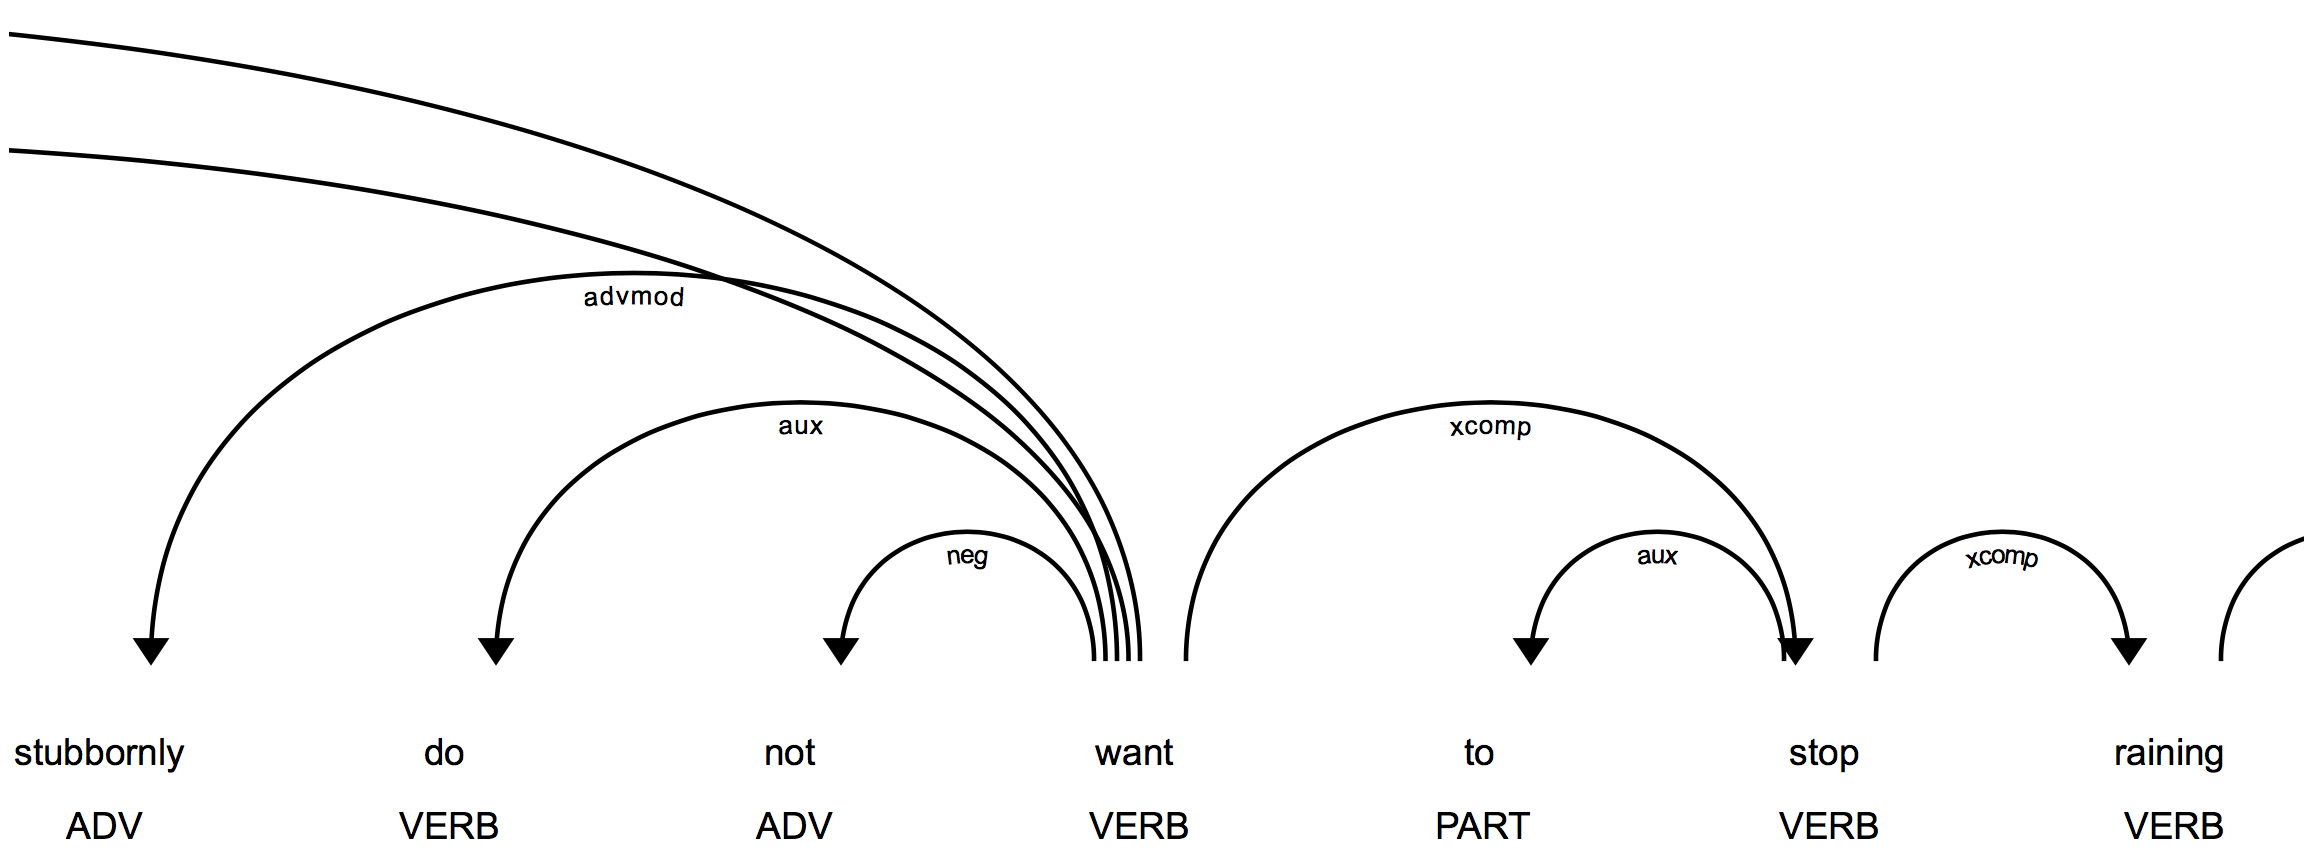 advmod
aux
xcomp
neg
aux
xcomp
stubbornly do not want to stop raining
ADV VERB ADV VERB PART VERB VERB